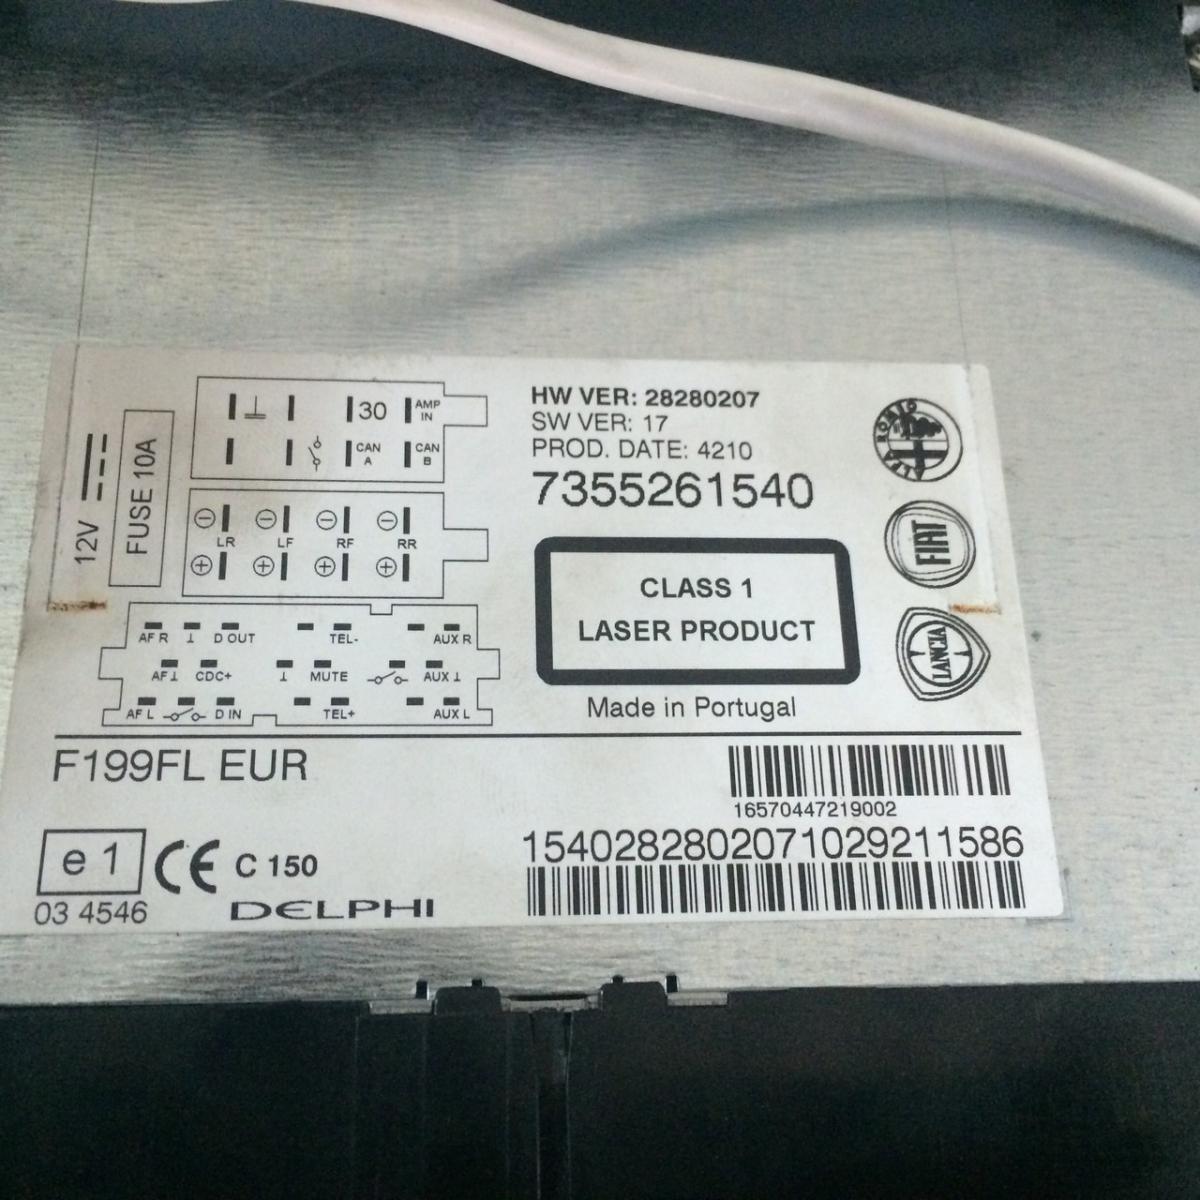 12V
FUSE 10A
30 AMP IN
CAN A CAN B
LR LF RF RR
AF R D OUT TEL- AUX R
AF CDC+ MUTE AUX
AF L D IN TEL+ AUX L
HW VER: 28280207
SW VER: 17
PROD. DATE: 4210
7355261540
CLASS 1
LASER PRODUCT
Made in Portugal
ALFA ROMEO
FIAT
LANCIA
F199FL EUR
16570447219002
1540282802071029211586
e 1 CE C 150
03 4546 DELPHI